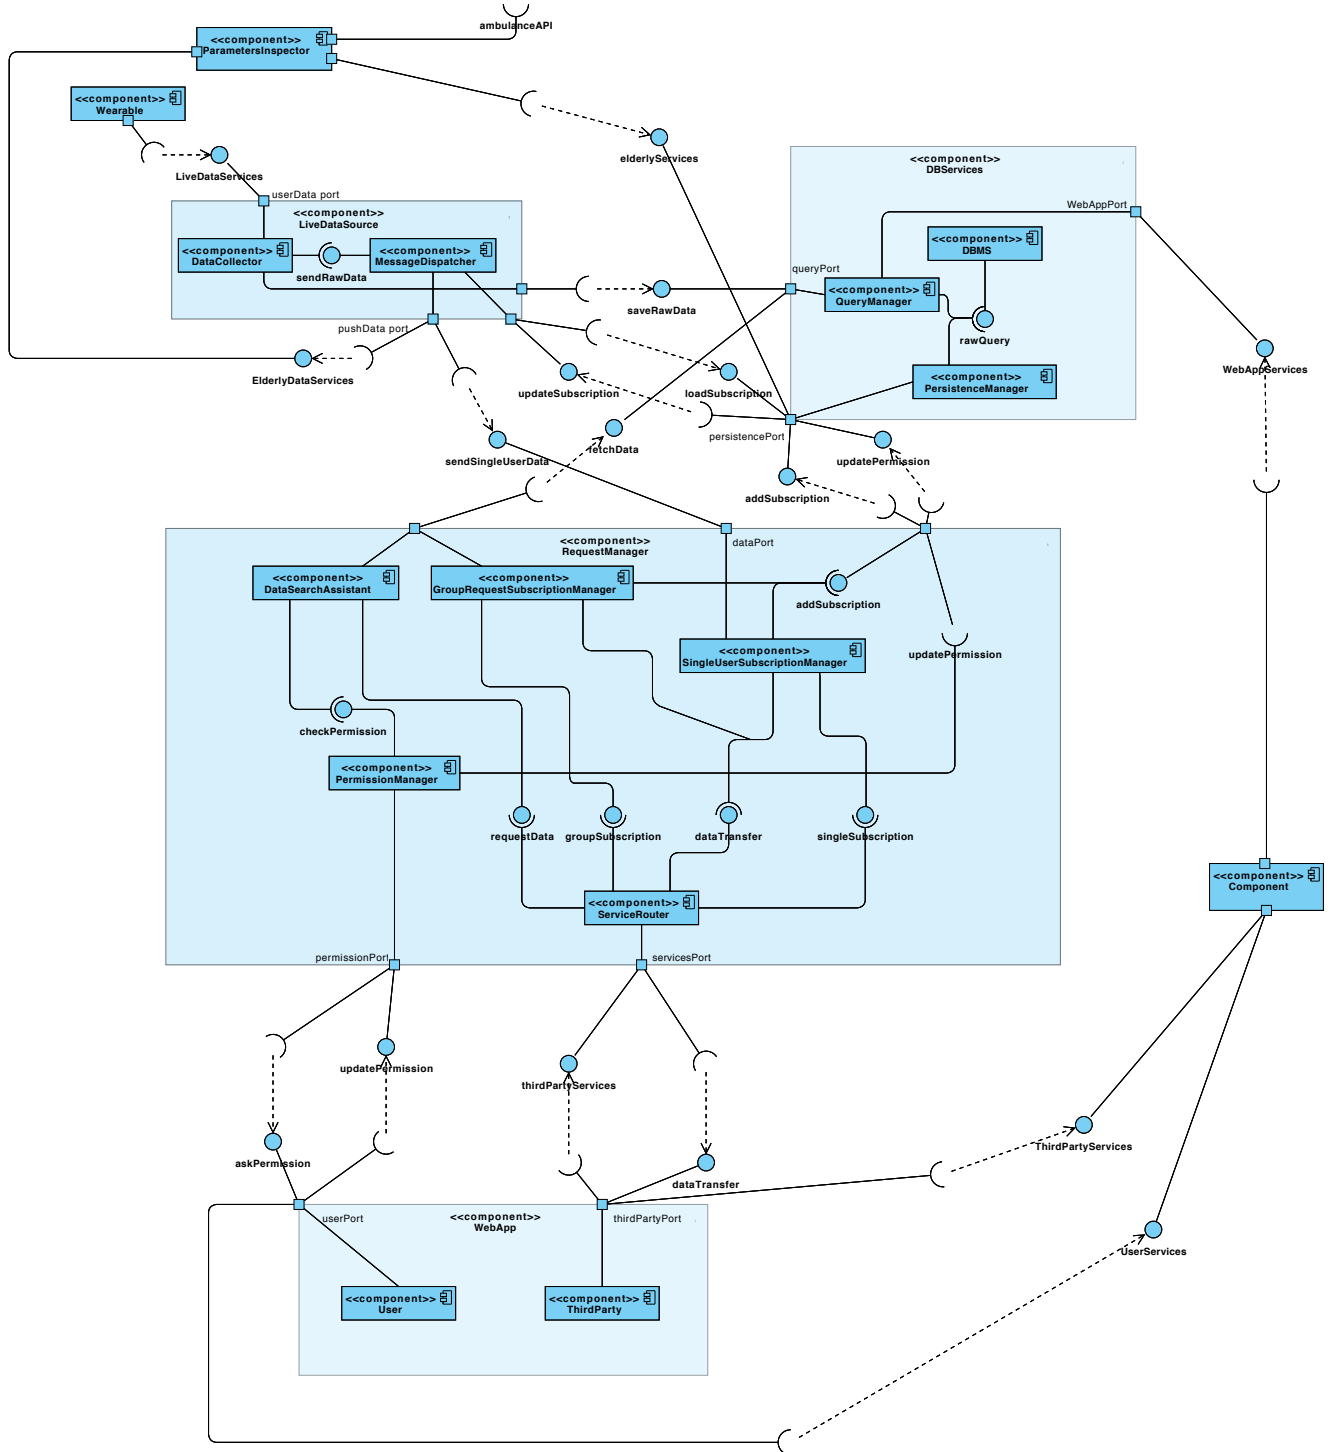 ambulanceAPI
<<component>>
ParametersInspector
<<component>>
Wearable
elderlyServices
LiveDataServices
<<component>>
DBServices
userData port
WebAppPort
<<component>>
LiveDataSource
<<component>>
DataCollector
<<component>>
MessageDispatcher
sendRawData
<<component>>
DBMS
queryPort
<<component>>
QueryManager
saveRawData
pushData port
rawQuery
ElderlyDataServices
WebAppServices
<<component>>
PersistenceManager
updateSubscription
loadSubscription
persistencePort
fetchData
sendSingleUserData
updatePermission
addSubscription
<<component>>
RequestManager
dataPort
<<component>>
DataSearchAssistant
<<component>>
GroupRequestSubscriptionManager
addSubscription
<<component>>
SingleUserSubscriptionManager
updatePermission
checkPermission
<<component>>
PermissionManager
requestData
groupSubscription
dataTransfer
singleSubscription
<<component>>
Component
<<component>>
ServiceRouter
permissionPort
servicesPort
updatePermission
thirdPartyServices
ThirdPartyServices
askPermission
dataTransfer
userPort
<<component>>
WebApp
thirdPartyPort
UserServices
<<component>>
User
<<component>>
ThirdParty